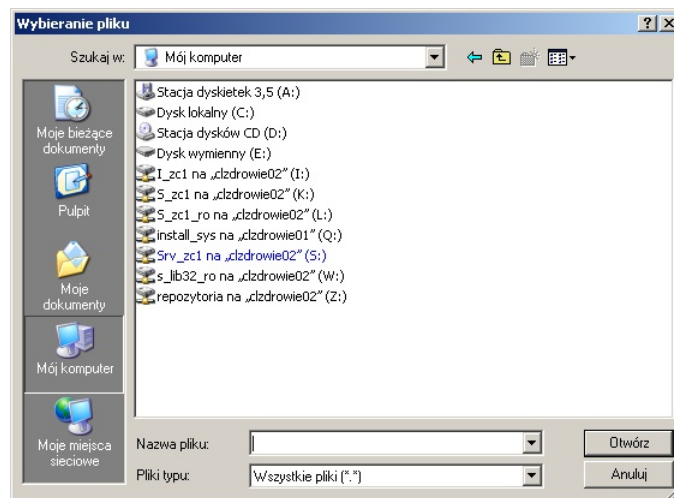 Wybieranie pliku
Szukaj w:
Mój komputer
Moje bieżące
dokumenty
Pulpit
Moje
dokumenty
Mój komputer
Moje miejsca
sieciowe
Stacja dyskietek 3,5 (A:)
Dysk lokalny (C:)
Stacja dysków CD (D:)
Dysk wymienny (E:)
I_zc1 na „clzdrowie02” (I:)
S_zc1 na „clzdrowie02” (K:)
S_zc1_ro na „clzdrowie02” (L:)
install_sys na „clzdrowie01” (Q:)
Srv_zc1 na „clzdrowie02” (S:)
s_lib32_ro na „clzdrowie02” (W:)
repozytoria na „clzdrowie02” (Z:)
Nazwa pliku:
Otwórz
Pliki typu:
Wszystkie pliki (*.*)
Anuluj